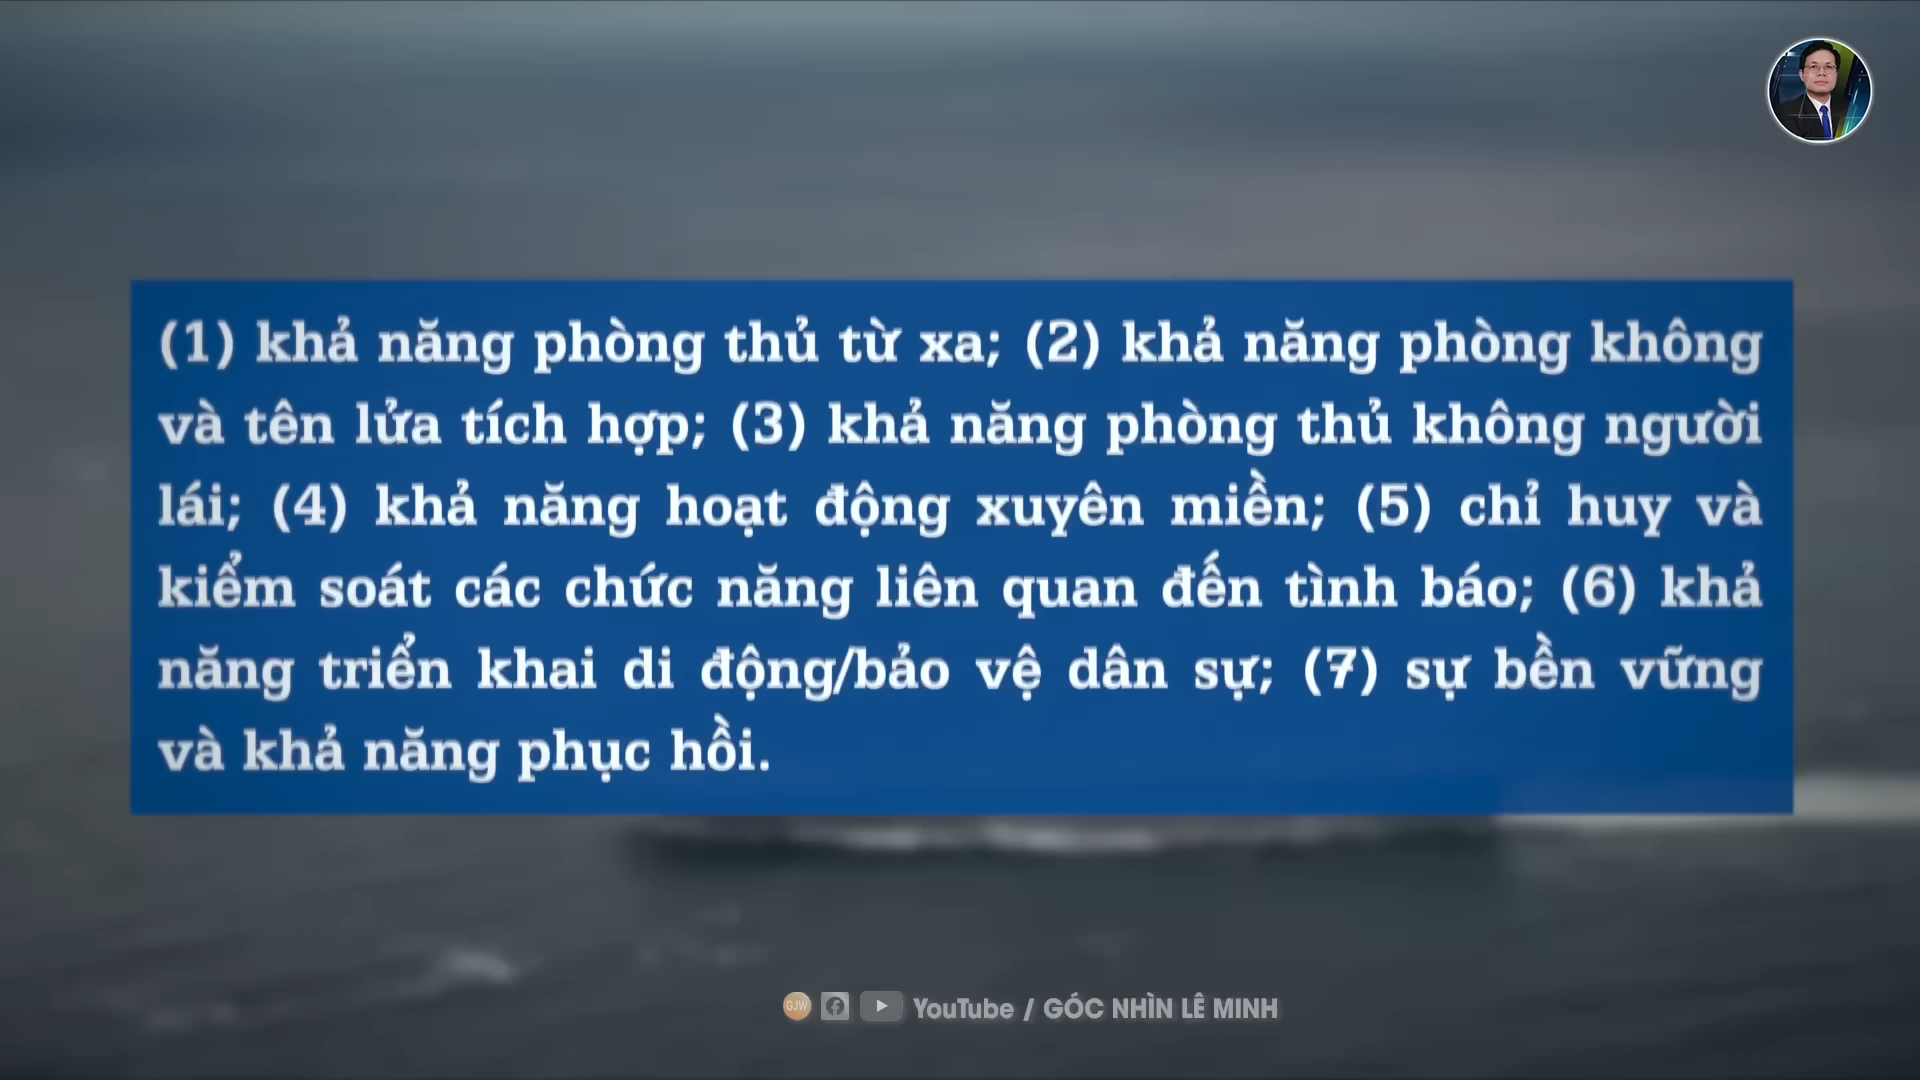 (1) khả năng phòng thủ từ xa; (2) khả năng phòng không
và tên lửa tích hợp; (3) khả năng phòng thủ không người
lái; (4) khả năng hoạt động xuyên miền; (5) chỉ huy và
kiểm soát các chức năng liên quan đến tình báo; (6) khả
năng triển khai di động/bảo vệ dân sự; (7) sự bền vững
và khả năng phục hồi.
GJW YouTube / GÓC NHÌN LÊ MINH